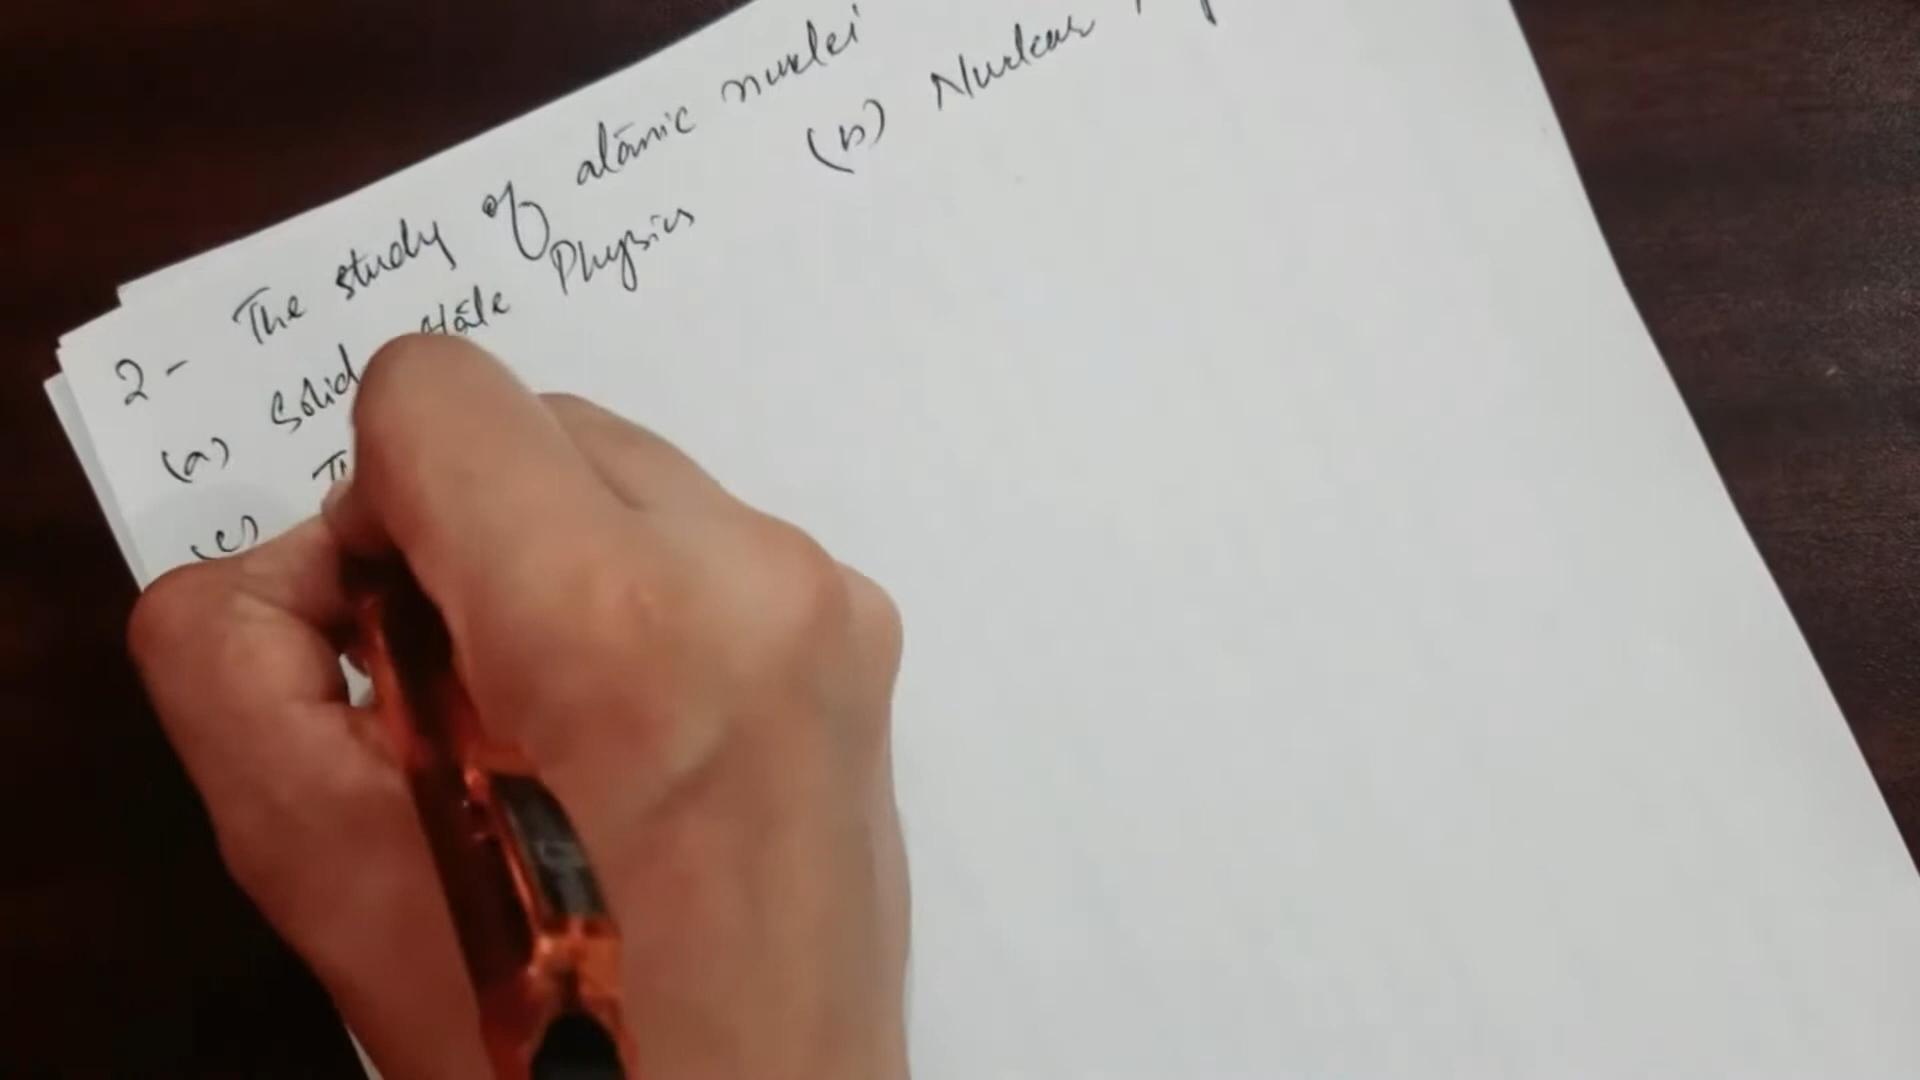 2- The study of atomic nuclei
(a) Solid state Physics (b) Nuclear
(c)